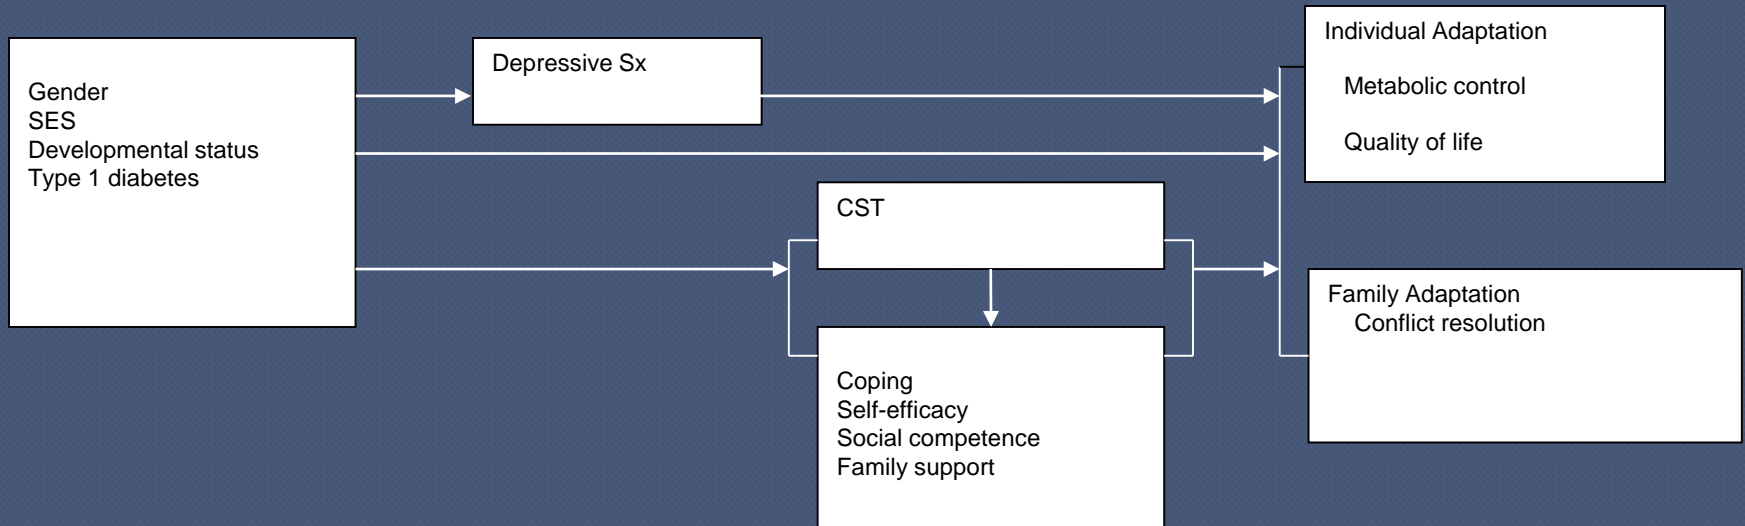 Gender
SES
Developmental status
Type 1 diabetes
Depressive Sx
CST
Coping
Self-efficacy
Social competence
Family support
Individual Adaptation
Metabolic control
Quality of life
Family Adaptation
Conflict resolution